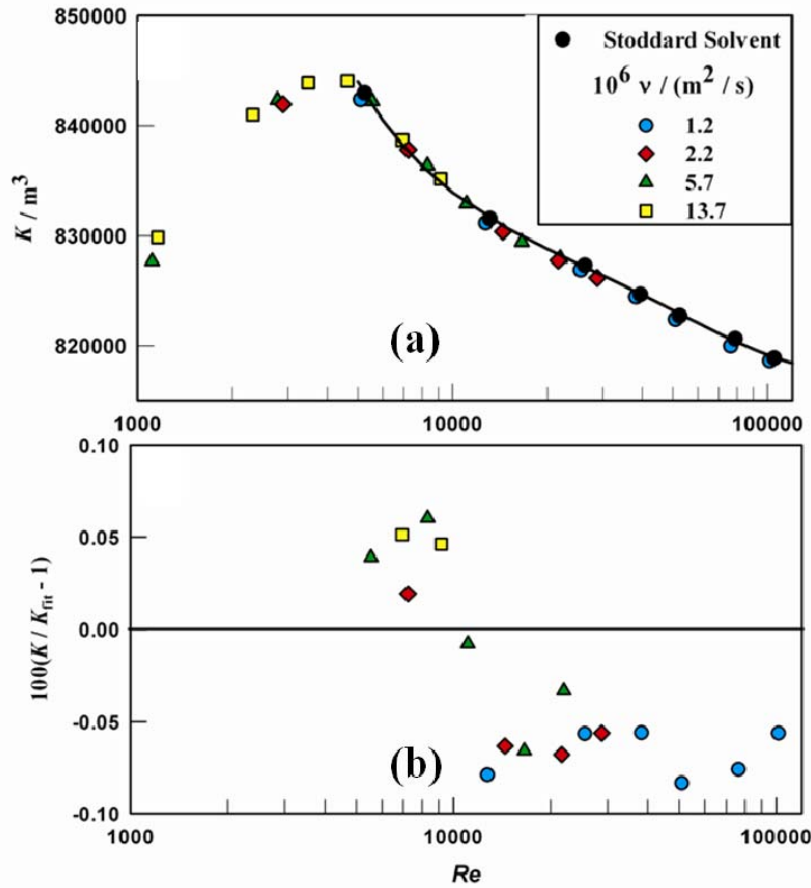 850000
840000
830000
820000
K / m³
Stoddard Solvent
10⁶ ν / (m² / s)
1.2
2.2
5.7
13.7
(a)
1000
10000
100000
0.10
0.05
0.00
-0.05
-0.10
100(K / K_fit - 1)
(b)
1000
10000
100000
Re